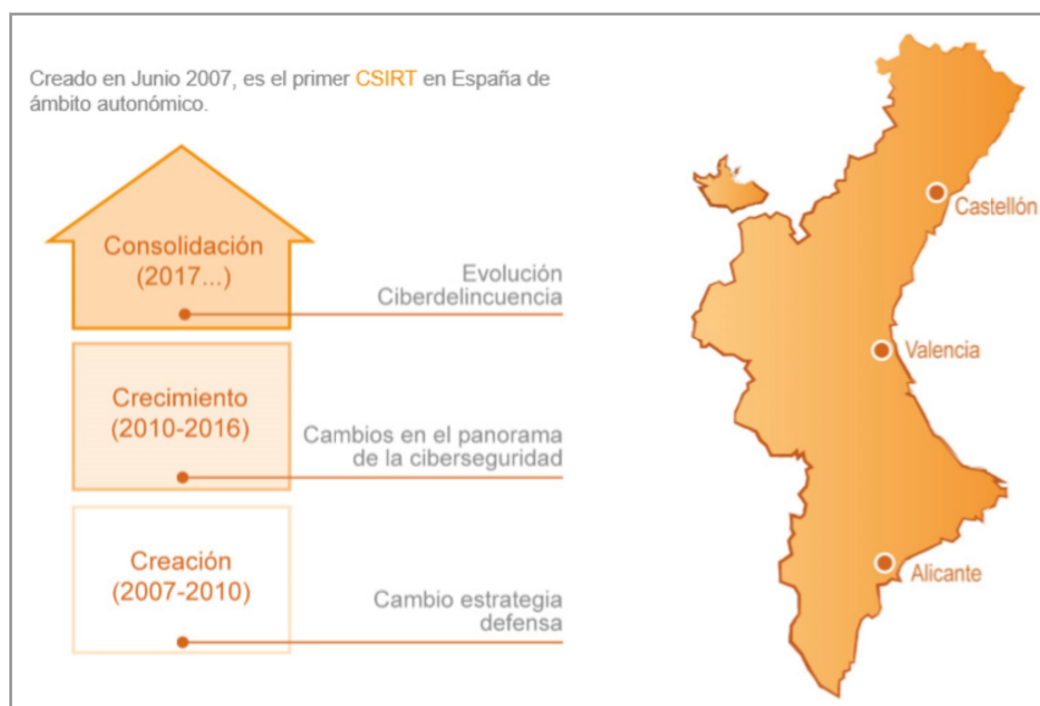 Creado en Junio 2007, es el primer CSIRT en España de
ámbito autonómico.
Consolidación
(2017...)
Evolución
Ciberdelincuencia
Crecimiento
(2010-2016)
Cambios en el panorama
de la ciberseguridad
Creación
(2007-2010)
Cambio estrategia
defensa
Castellón
Valencia
Alicante